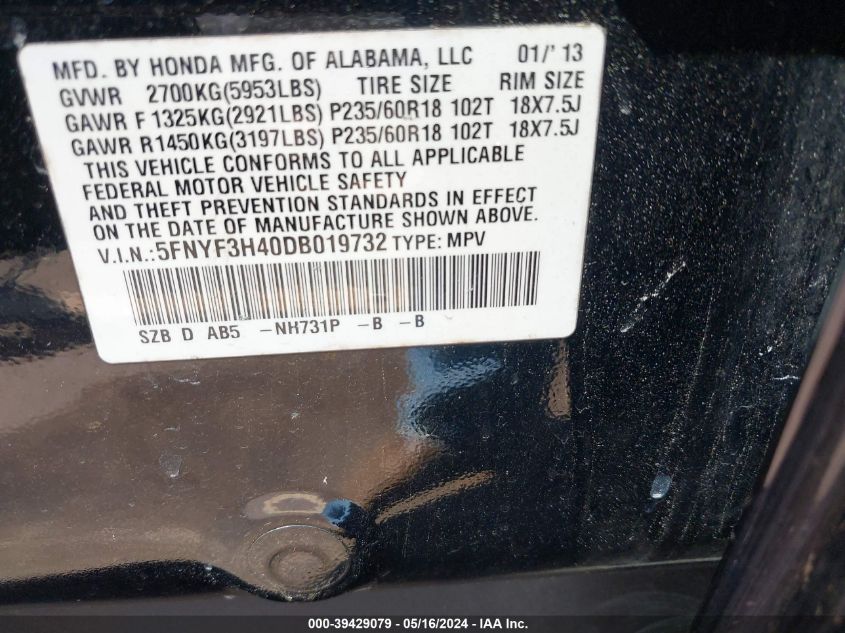 MFD. BY HONDA MFG. OF ALABAMA, LLC 01/'13
GVWR 2700KG(5953LBS) TIRE SIZE RIM SIZE
GAWR F 1325KG(2921LBS) P235/60R18 102T 18X7.5J
GAWR R1450KG(3197LBS) P235/60R18 102T 18X7.5J
THIS VEHICLE CONFORMS TO ALL APPLICABLE
FEDERAL MOTOR VEHICLE SAFETY
AND THEFT PREVENTION STANDARDS IN EFFECT
ON THE DATE OF MANUFACTURE SHOWN ABOVE.
V.I.N.:5FNYF3H40DB019732 TYPE: MPV
SZB D AB5 -NH731P -B -B
000-39429079 - 05/16/2024 - IAA Inc.